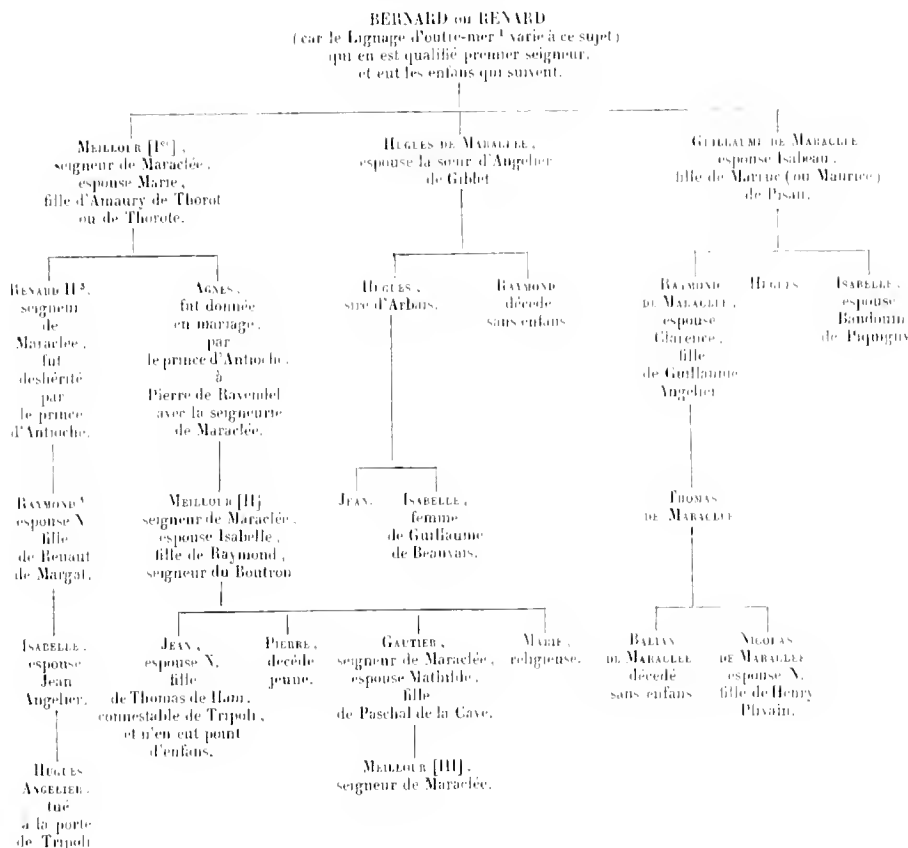 BERNARD ou RENARD
(car le Lignage d'outre-mer ¹ varie à ce sujet)
qui en est qualifié premier seigneur,
et eut les enfans qui suivent.
MEILLOUR [Iᵉʳ],
seigneur de Maraclée,
espouse Marie,
fille d'Amaury de Thorot
ou de Thorote.
HUGUES DE MARACLÉE,
espouse la sœur d'Angelier
de Giblet
GUILLAUME DE MARACLÉE
espouse Isabeau,
fille de Marruc (ou Maurice)
de Pisan.
RENARD II ³,
seigneur
de
Maraclée,
fut
deshérité
par
le prince
d'Antioche.
AGNÈS,
fut donnée
en mariage,
par
le prince d'Antioche,
à
Pierre de Ravendel
avec la seigneurie
de Maraclée.
HUGUES,
sire d'Arbais.
RAYMOND
décède
sans enfans
RAYMOND
DE MARACLÉE,
espouse
Clarence,
fille
de Guillaume
Angelier
HUGUES
ISABELLE,
espouse
Baudouin
de Piquigny
RAYMOND ⁴
espouse N.
fille
de Renaut
de Margat.
MEILLOUR [II]
seigneur de Maraclée,
espouse Isabelle,
fille de Raymond,
seigneur du Boutron
JEAN.
ISABELLE,
femme
de Guillaume
de Beauvais.
THOMAS
DE MARACLÉE
ISABELLE,
espouse
Jean
Angelier.
JEAN,
espouse N.
fille
de Thomas de Ham,
connestable de Tripoli,
et n'en eut point
d'enfans.
PIERRE,
décède
jeune.
GAUTIER,
seigneur de Maraclée,
espouse Mathilde,
fille
de Paschal de la Cave.
MARIE,
religieuse.
BALIAN
DE MARACLÉE
décédé
sans enfans
NICOLAS
DE MARACLÉE
espouse N.
fille de Henry
Plivain.
HUGUES
ANGELIER,
tué
à la porte
de Tripoli
MEILLOUR [III],
seigneur de Maraclée.